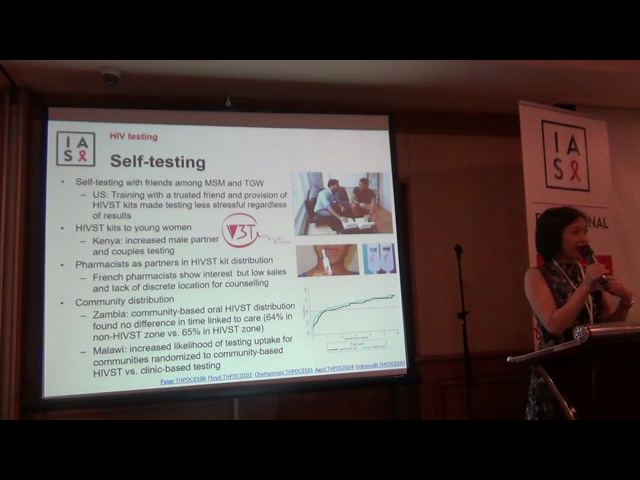 IAS
HIV testing
Self-testing
• Self-testing with friends among MSM and TGW
– US: Training with a trusted friend and provision of
HIVST kits made testing less stressful regardless
of results
• HIVST kits to young women
– Kenya: increased male partner
and couples testing
• Pharmacists as partners in HIVST kit distribution
– French pharmacists show interest but low sales
and lack of discrete location for counselling
• Community distribution
– Zambia: community-based oral HIVST distribution
found no difference in time linked to care (64% in
non-HIVST zone vs. 65% in HIVST zone)
– Malawi: increased likelihood of testing uptake for
communities randomized to community-based
HIVST vs. clinic-based testing
IAS